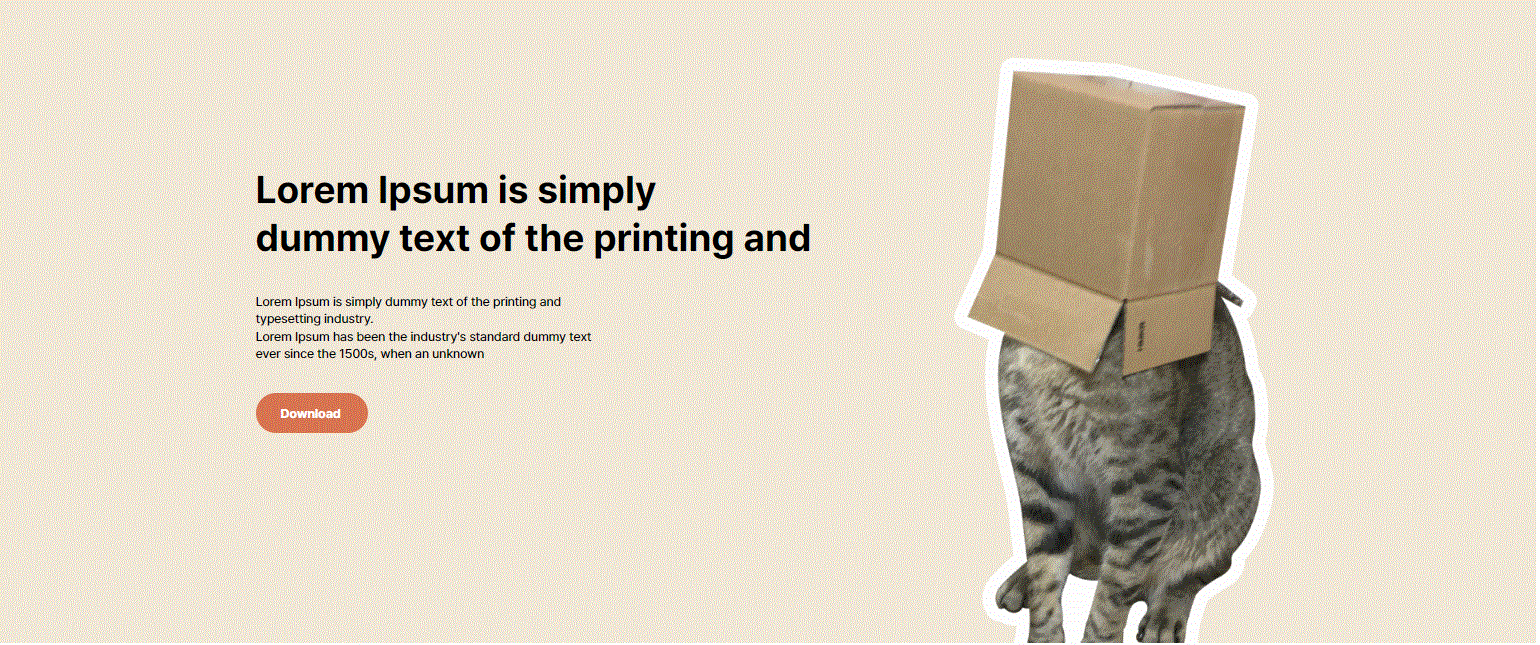 Lorem Ipsum is simply
dummy text of the printing and
Lorem Ipsum is simply dummy text of the printing and
typesetting industry.
Lorem Ipsum has been the industry's standard dummy text
ever since the 1500s, when an unknown
Download